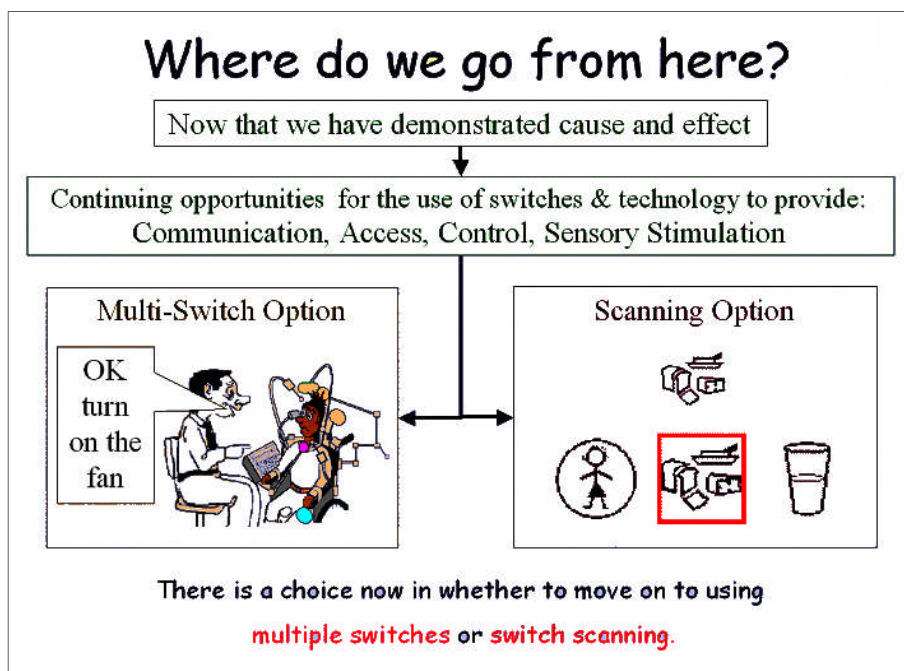 Where do we go from here?
Now that we have demonstrated cause and effect
Continuing opportunities for the use of switches & technology to provide:
Communication, Access, Control, Sensory Stimulation
Multi-Switch Option
OK
turn
on the
fan
Scanning Option
There is a choice now in whether to move on to using
multiple switches or switch scanning.